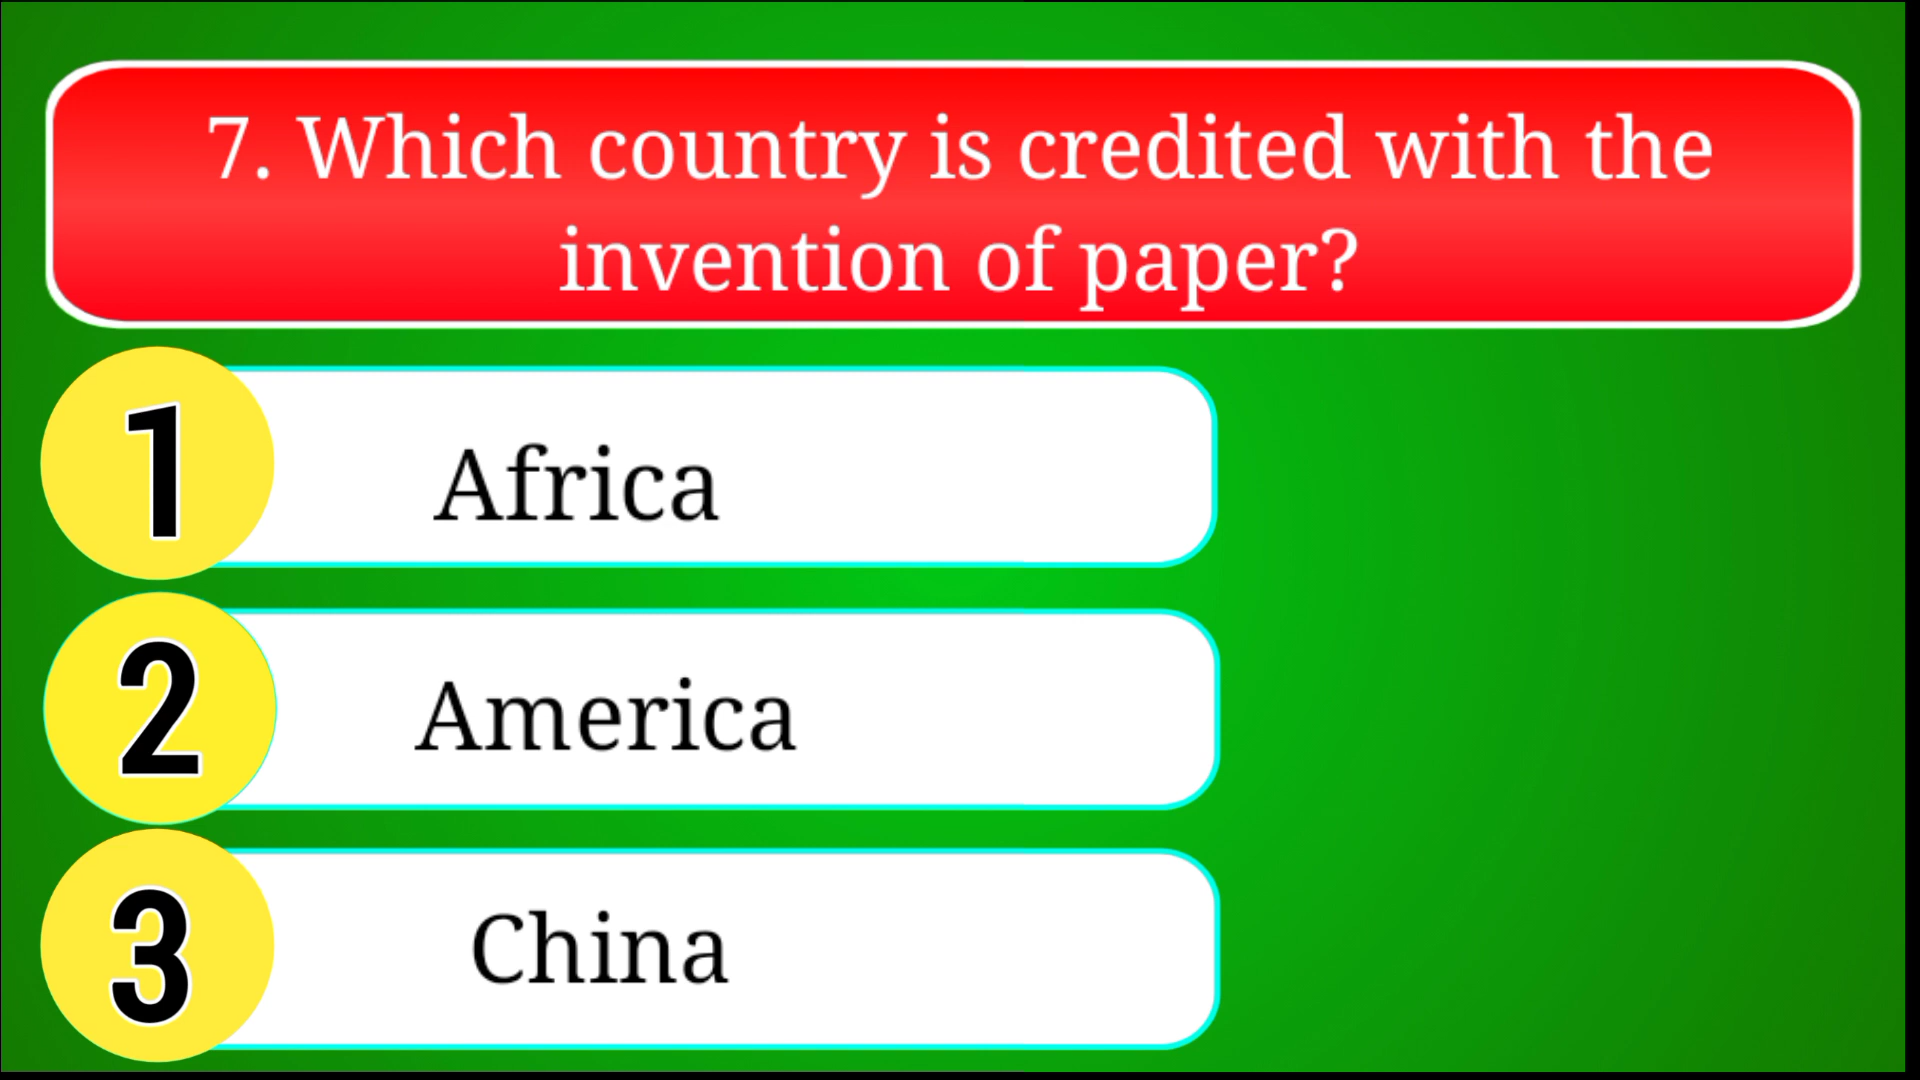 7. Which country is credited with the
invention of paper?
1
Africa
2
America
3
China